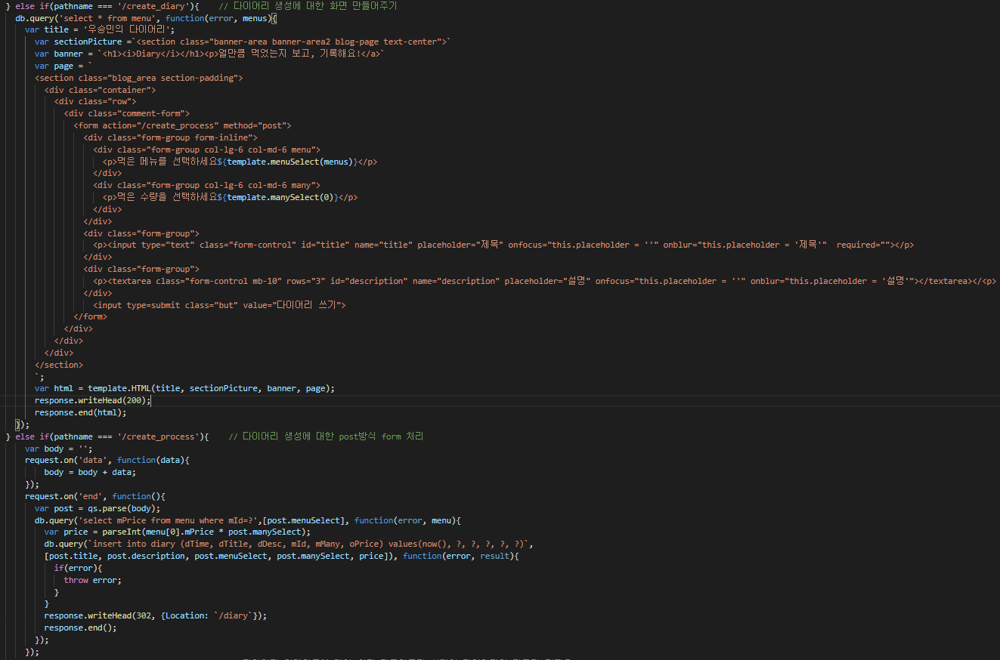 } else if(pathname === '/create_diary'){    // 다이어리 생성에 대한 화면 만들어주기
db.query('select * from menu', function(error, menus){
var title = '우승민의 다이어리';
var sectionPicture =`<section class="banner-area banner-area2 blog-page text-center">`
var banner = `<h1><i>Diary</i></h1><p>얼만큼 먹었는지 보고, 기록해요!</a>`
var page = `
<section class="blog_area section-padding">
<div class="container">
<div class="row">
<div class="comment-form">
<form action="/create_process" method="post">
<div class="form-group form-inline">
<div class="form-group col-lg-6 col-md-6 menu">
<p>먹은 메뉴를 선택하세요${template.menuSelect(menus)}</p>
</div>
<div class="form-group col-lg-6 col-md-6 many">
<p>먹은 수량을 선택하세요${template.manySelect(0)}</p>
</div>
</div>
<div class="form-group">
<p><input type="text" class="form-control" id="title" name="title" placeholder="제목" onfocus="this.placeholder = ''" onblur="this.placeholder = '제목'"  required=""></p>
</div>
<div class="form-group">
<p><textarea class="form-control mb-10" rows="3" id="description" name="description" placeholder="설명" onfocus="this.placeholder = ''" onblur="this.placeholder = '설명'"></textarea></<p>
</div>
<input type=submit class="but" value="다이어리 쓰기">
</form>
</div>
</div>
</div>
</section>
`;
var html = template.HTML(title, sectionPicture, banner, page);
response.writeHead(200);
response.end(html);
});
} else if(pathname === '/create_process'){    // 다이어리 생성에 대한 post방식 form 처리
var body = '';
request.on('data', function(data){
body = body + data;
});
request.on('end', function(){
var post = qs.parse(body);
db.query('select mPrice from menu where mId=?',[post.menuSelect], function(error, menu){
var price = parseInt(menu[0].mPrice * post.manySelect);
db.query(`insert into diary (dTime, dTitle, dDesc, mId, mMany, oPrice) values(now(), ?, ?, ?, ?, ?)`,
[post.title, post.description, post.menuSelect, post.manySelect, price]), function(error, result){
if(error){
throw error;
}
}
response.writeHead(302, {Location: `/diary`});
response.end();
});
});